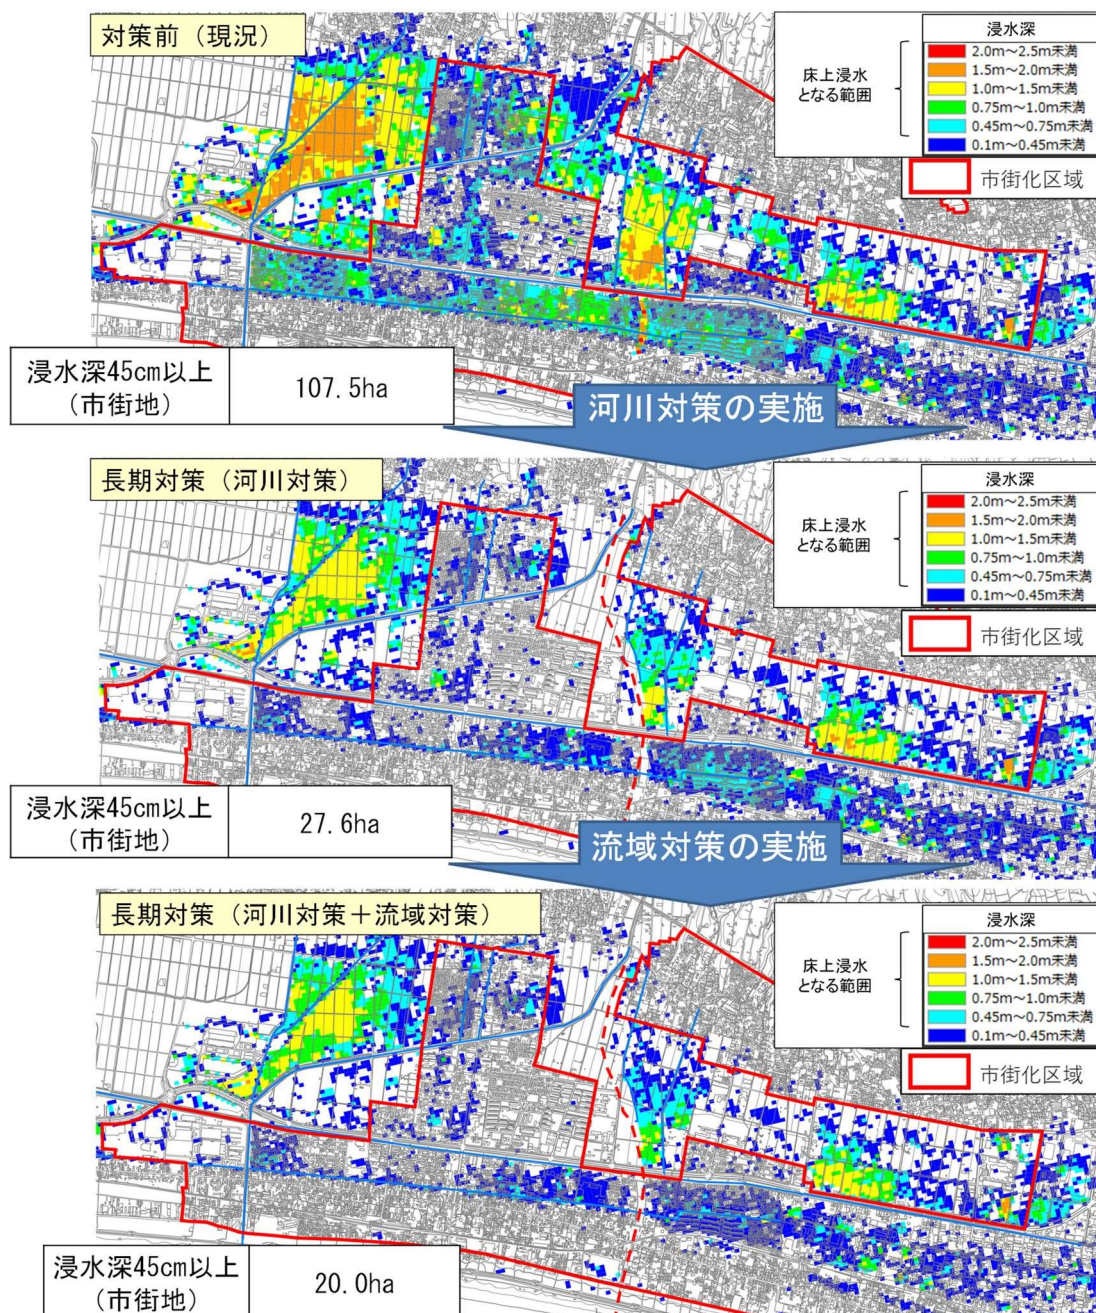 対策前（現況）
浸水深
床上浸水
となる範囲
2.0m～2.5m未満
1.5m～2.0m未満
1.0m～1.5m未満
0.75m～1.0m未満
0.45m～0.75m未満
0.1m～0.45m未満
市街化区域
浸水深45cm以上
（市街地）
107.5ha
河川対策の実施
長期対策（河川対策）
浸水深
床上浸水
となる範囲
2.0m～2.5m未満
1.5m～2.0m未満
1.0m～1.5m未満
0.75m～1.0m未満
0.45m～0.75m未満
0.1m～0.45m未満
市街化区域
浸水深45cm以上
（市街地）
27.6ha
流域対策の実施
長期対策（河川対策＋流域対策）
浸水深
床上浸水
となる範囲
2.0m～2.5m未満
1.5m～2.0m未満
1.0m～1.5m未満
0.75m～1.0m未満
0.45m～0.75m未満
0.1m～0.45m未満
市街化区域
浸水深45cm以上
（市街地）
20.0ha